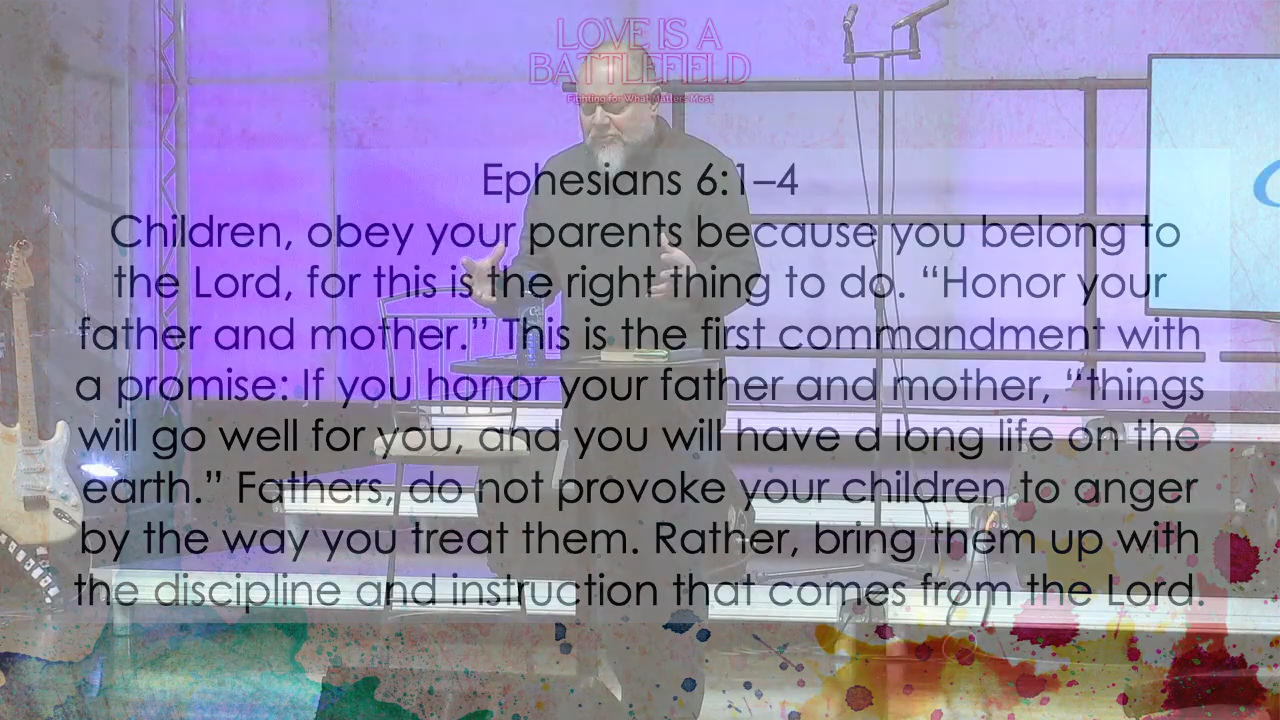 LOVE IS A
BATTLEFIELD
Fighting for What Matters Most
Ephesians 6:1–4
Children, obey your parents because you belong to
the Lord, for this is the right thing to do. “Honor your
father and mother.” This is the first commandment with
a promise: If you honor your father and mother, “things
will go well for you, and you will have a long life on the
earth.” Fathers, do not provoke your children to anger
by the way you treat them. Rather, bring them up with
the discipline and instruction that comes from the Lord.